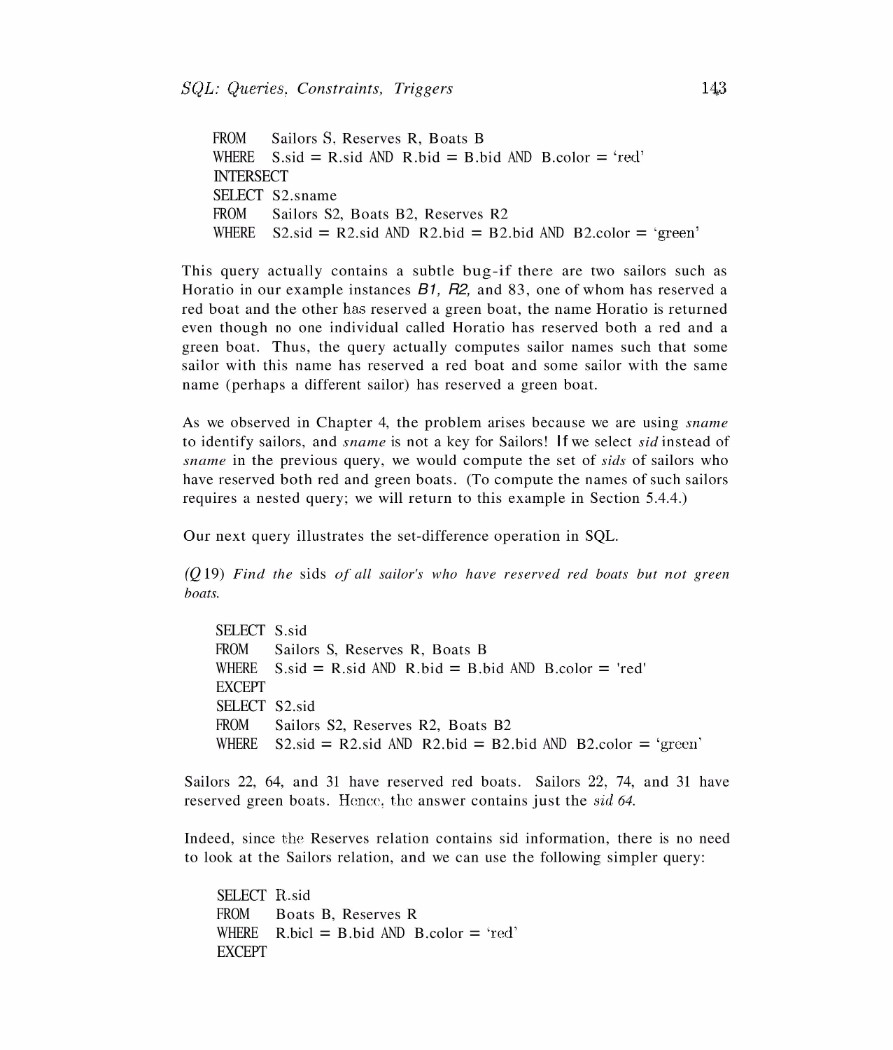 SQL: Queries, Constraints, Triggers 143
FROM Sailors S, Reserves R, Boats B
WHERE S.sid = R.sid AND R.bid = B.bid AND B.color = 'red'
INTERSECT
SELECT S2.sname
FROM Sailors S2, Boats B2, Reserves R2
WHERE S2.sid = R2.sid AND R2.bid = B2.bid AND B2.color = 'green'
This query actually contains a subtle bug-if there are two sailors such as
Horatio in our example instances B1, R2, and 83, one of whom has reserved a
red boat and the other has reserved a green boat, the name Horatio is returned
even though no one individual called Horatio has reserved both a red and a
green boat. Thus, the query actually computes sailor names such that some
sailor with this name has reserved a red boat and some sailor with the same
name (perhaps a different sailor) has reserved a green boat.
As we observed in Chapter 4, the problem arises because we are using sname
to identify sailors, and sname is not a key for Sailors! If we select sid instead of
sname in the previous query, we would compute the set of sids of sailors who
have reserved both red and green boats. (To compute the names of such sailors
requires a nested query; we will return to this example in Section 5.4.4.)
Our next query illustrates the set-difference operation in SQL.
(Q19) Find the sids of all sailor's who have reserved red boats but not green
boats.
SELECT S.sid
FROM Sailors S, Reserves R, Boats B
WHERE S.sid = R.sid AND R.bid = B.bid AND B.color = 'red'
EXCEPT
SELECT S2.sid
FROM Sailors S2, Reserves R2, Boats B2
WHERE S2.sid = R2.sid AND R2.bid = B2.bid AND B2.color = 'green'
Sailors 22, 64, and 31 have reserved red boats. Sailors 22, 74, and 31 have
reserved green boats. Hence, the answer contains just the sid 64.
Indeed, since the Reserves relation contains sid information, there is no need
to look at the Sailors relation, and we can use the following simpler query:
SELECT R.sid
FROM Boats B, Reserves R
WHERE R.bicl = B.bid AND B.color = 'red'
EXCEPT